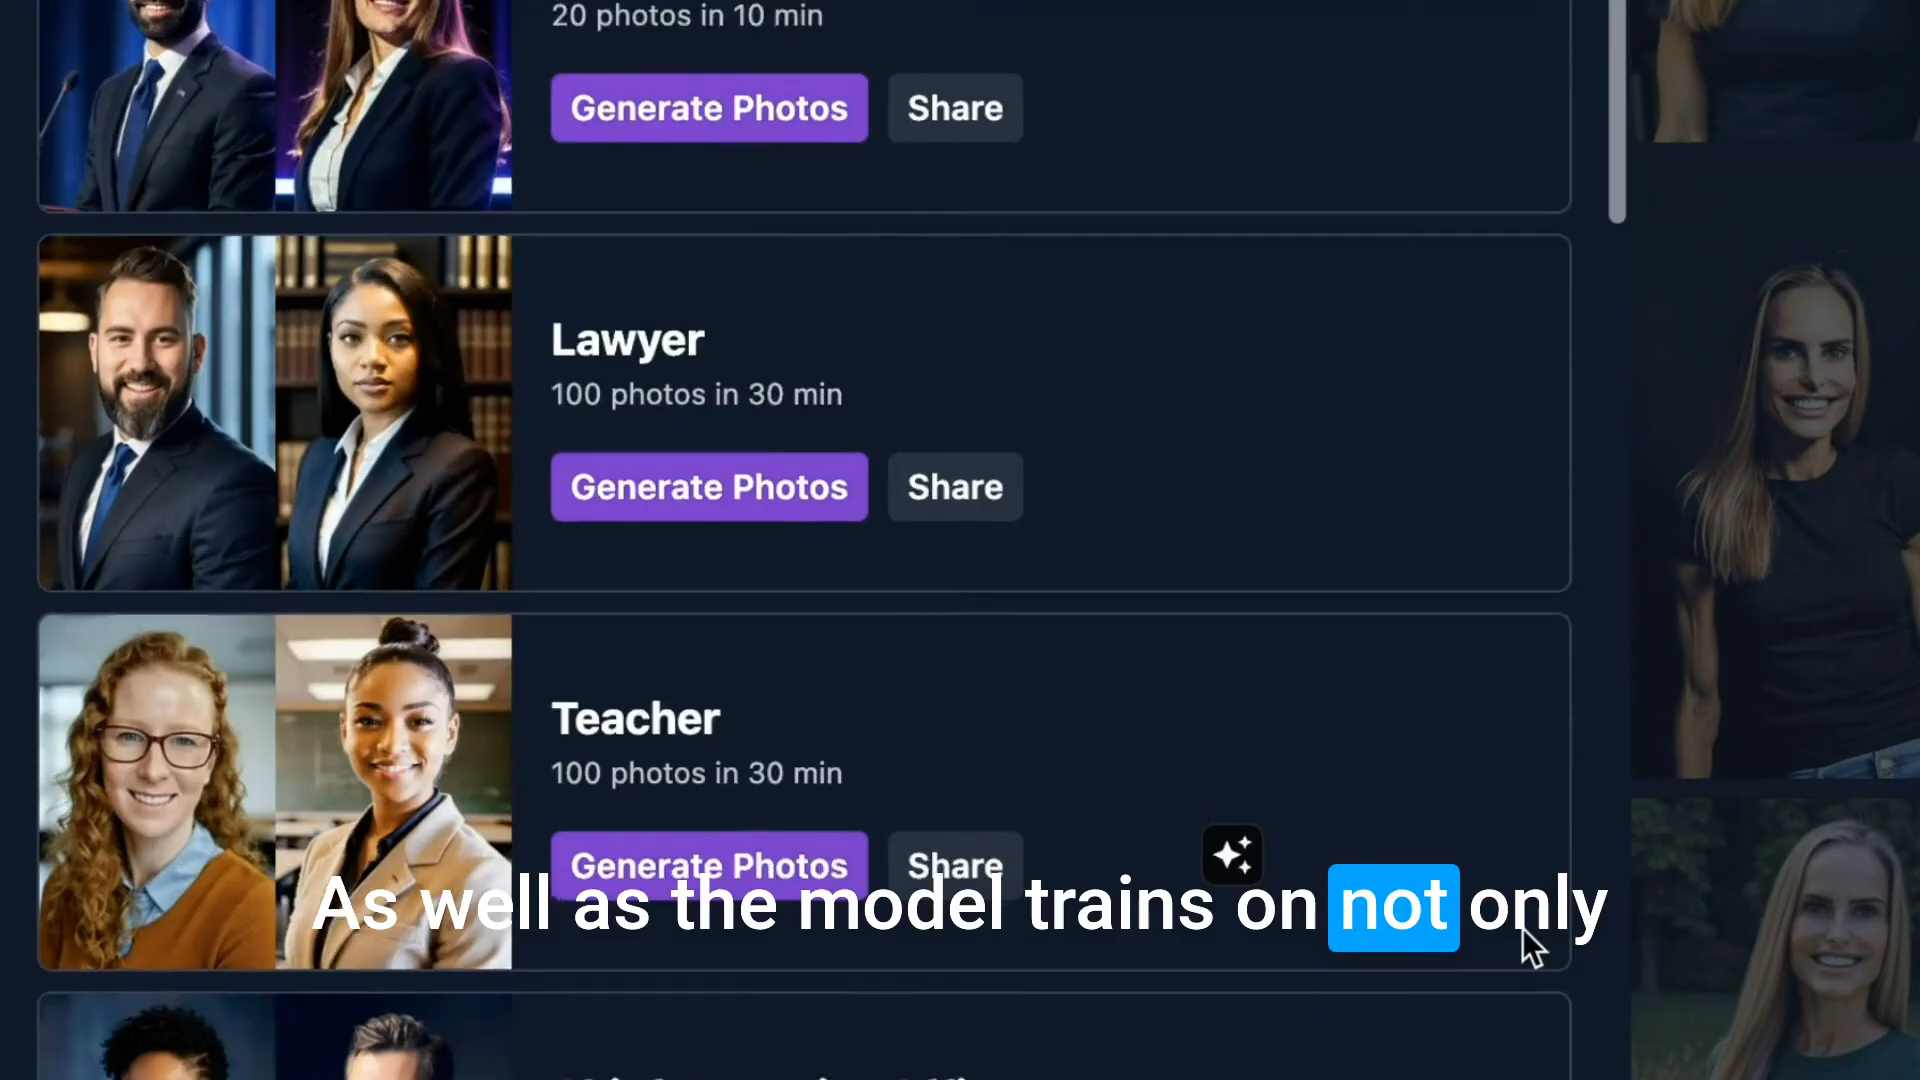 20 photos in 10 min
Generate Photos
Share
Lawyer
100 photos in 30 min
Generate Photos
Share
Teacher
100 photos in 30 min
Generate Photos
Share
As well as the model trains on not only